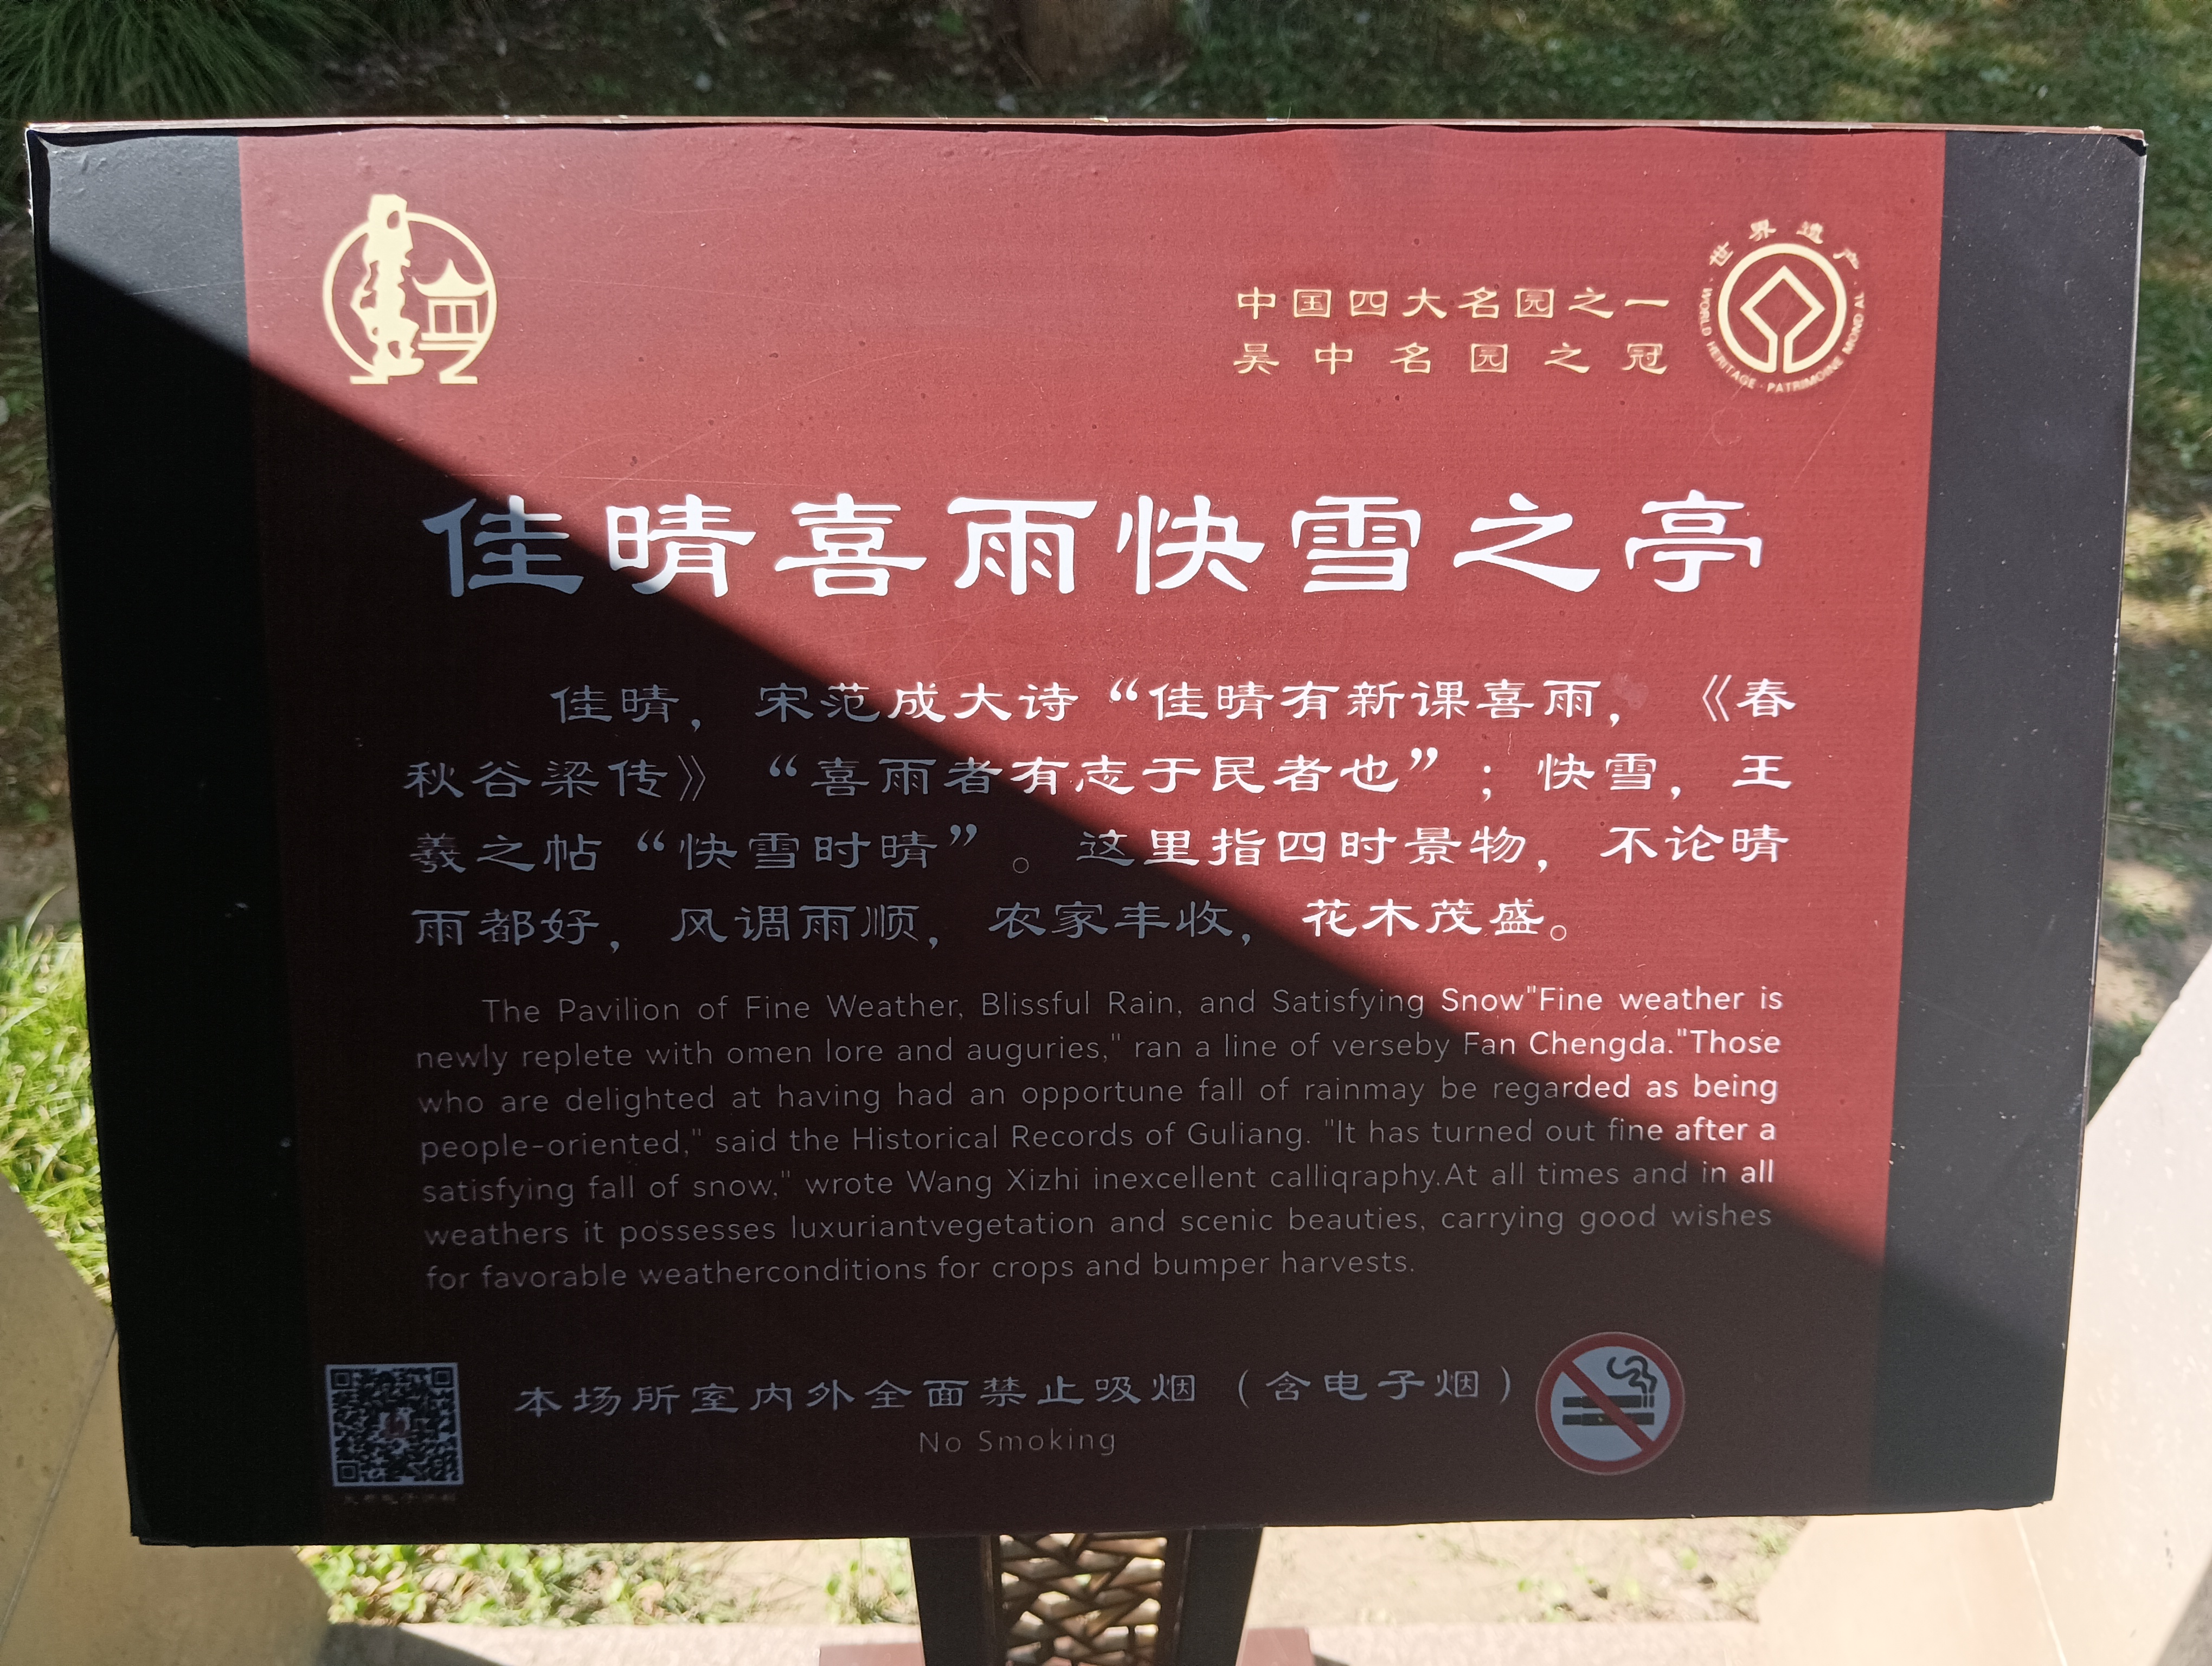 中国四大名园之一
吴中名园之冠
·世界遗产·
WORLD HERITAGE · PATRIMOINE MONDIAL
佳晴喜雨快雪之亭
佳晴，宋范成大诗“佳晴有新课喜雨，《春
秋谷梁传》“喜雨者有志于民者也”；快雪，王
羲之帖“快雪时晴”。这里指四时景物，不论晴
雨都好，风调雨顺，农家丰收，花木茂盛。
The Pavilion of Fine Weather, Blissful Rain, and Satisfying Snow"Fine weather is
newly replete with omen lore and auguries," ran a line of verseby Fan Chengda."Those
who are delighted at having had an opportune fall of rainmay be regarded as being
people-oriented," said the Historical Records of Guliang. "It has turned out fine after a
satisfying fall of snow," wrote Wang Xizhi inexcellent calliqraphy.At all times and in all
weathers it possesses luxuriantvegetation and scenic beauties, carrying good wishes
for favorable weatherconditions for crops and bumper harvests.
本场所室内外全面禁止吸烟（含电子烟）
No Smoking